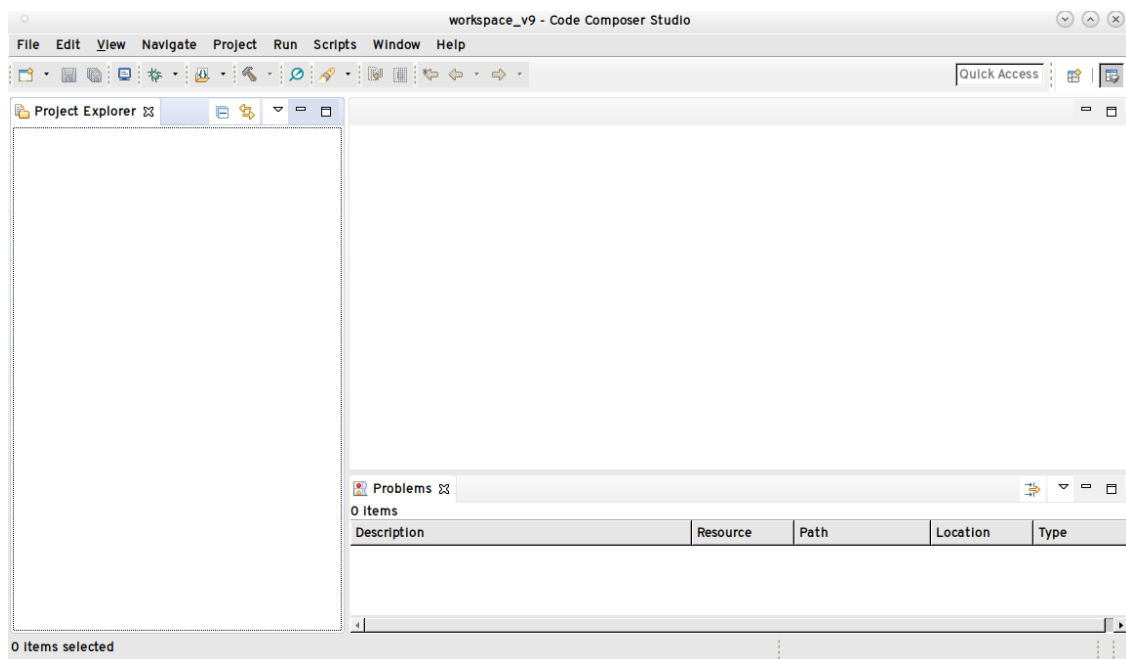 workspace_v9 - Code Composer Studio
File Edit View Navigate Project Run Scripts Window Help
Quick Access
Project Explorer
Problems
0 items
Description Resource Path Location Type
0 items selected